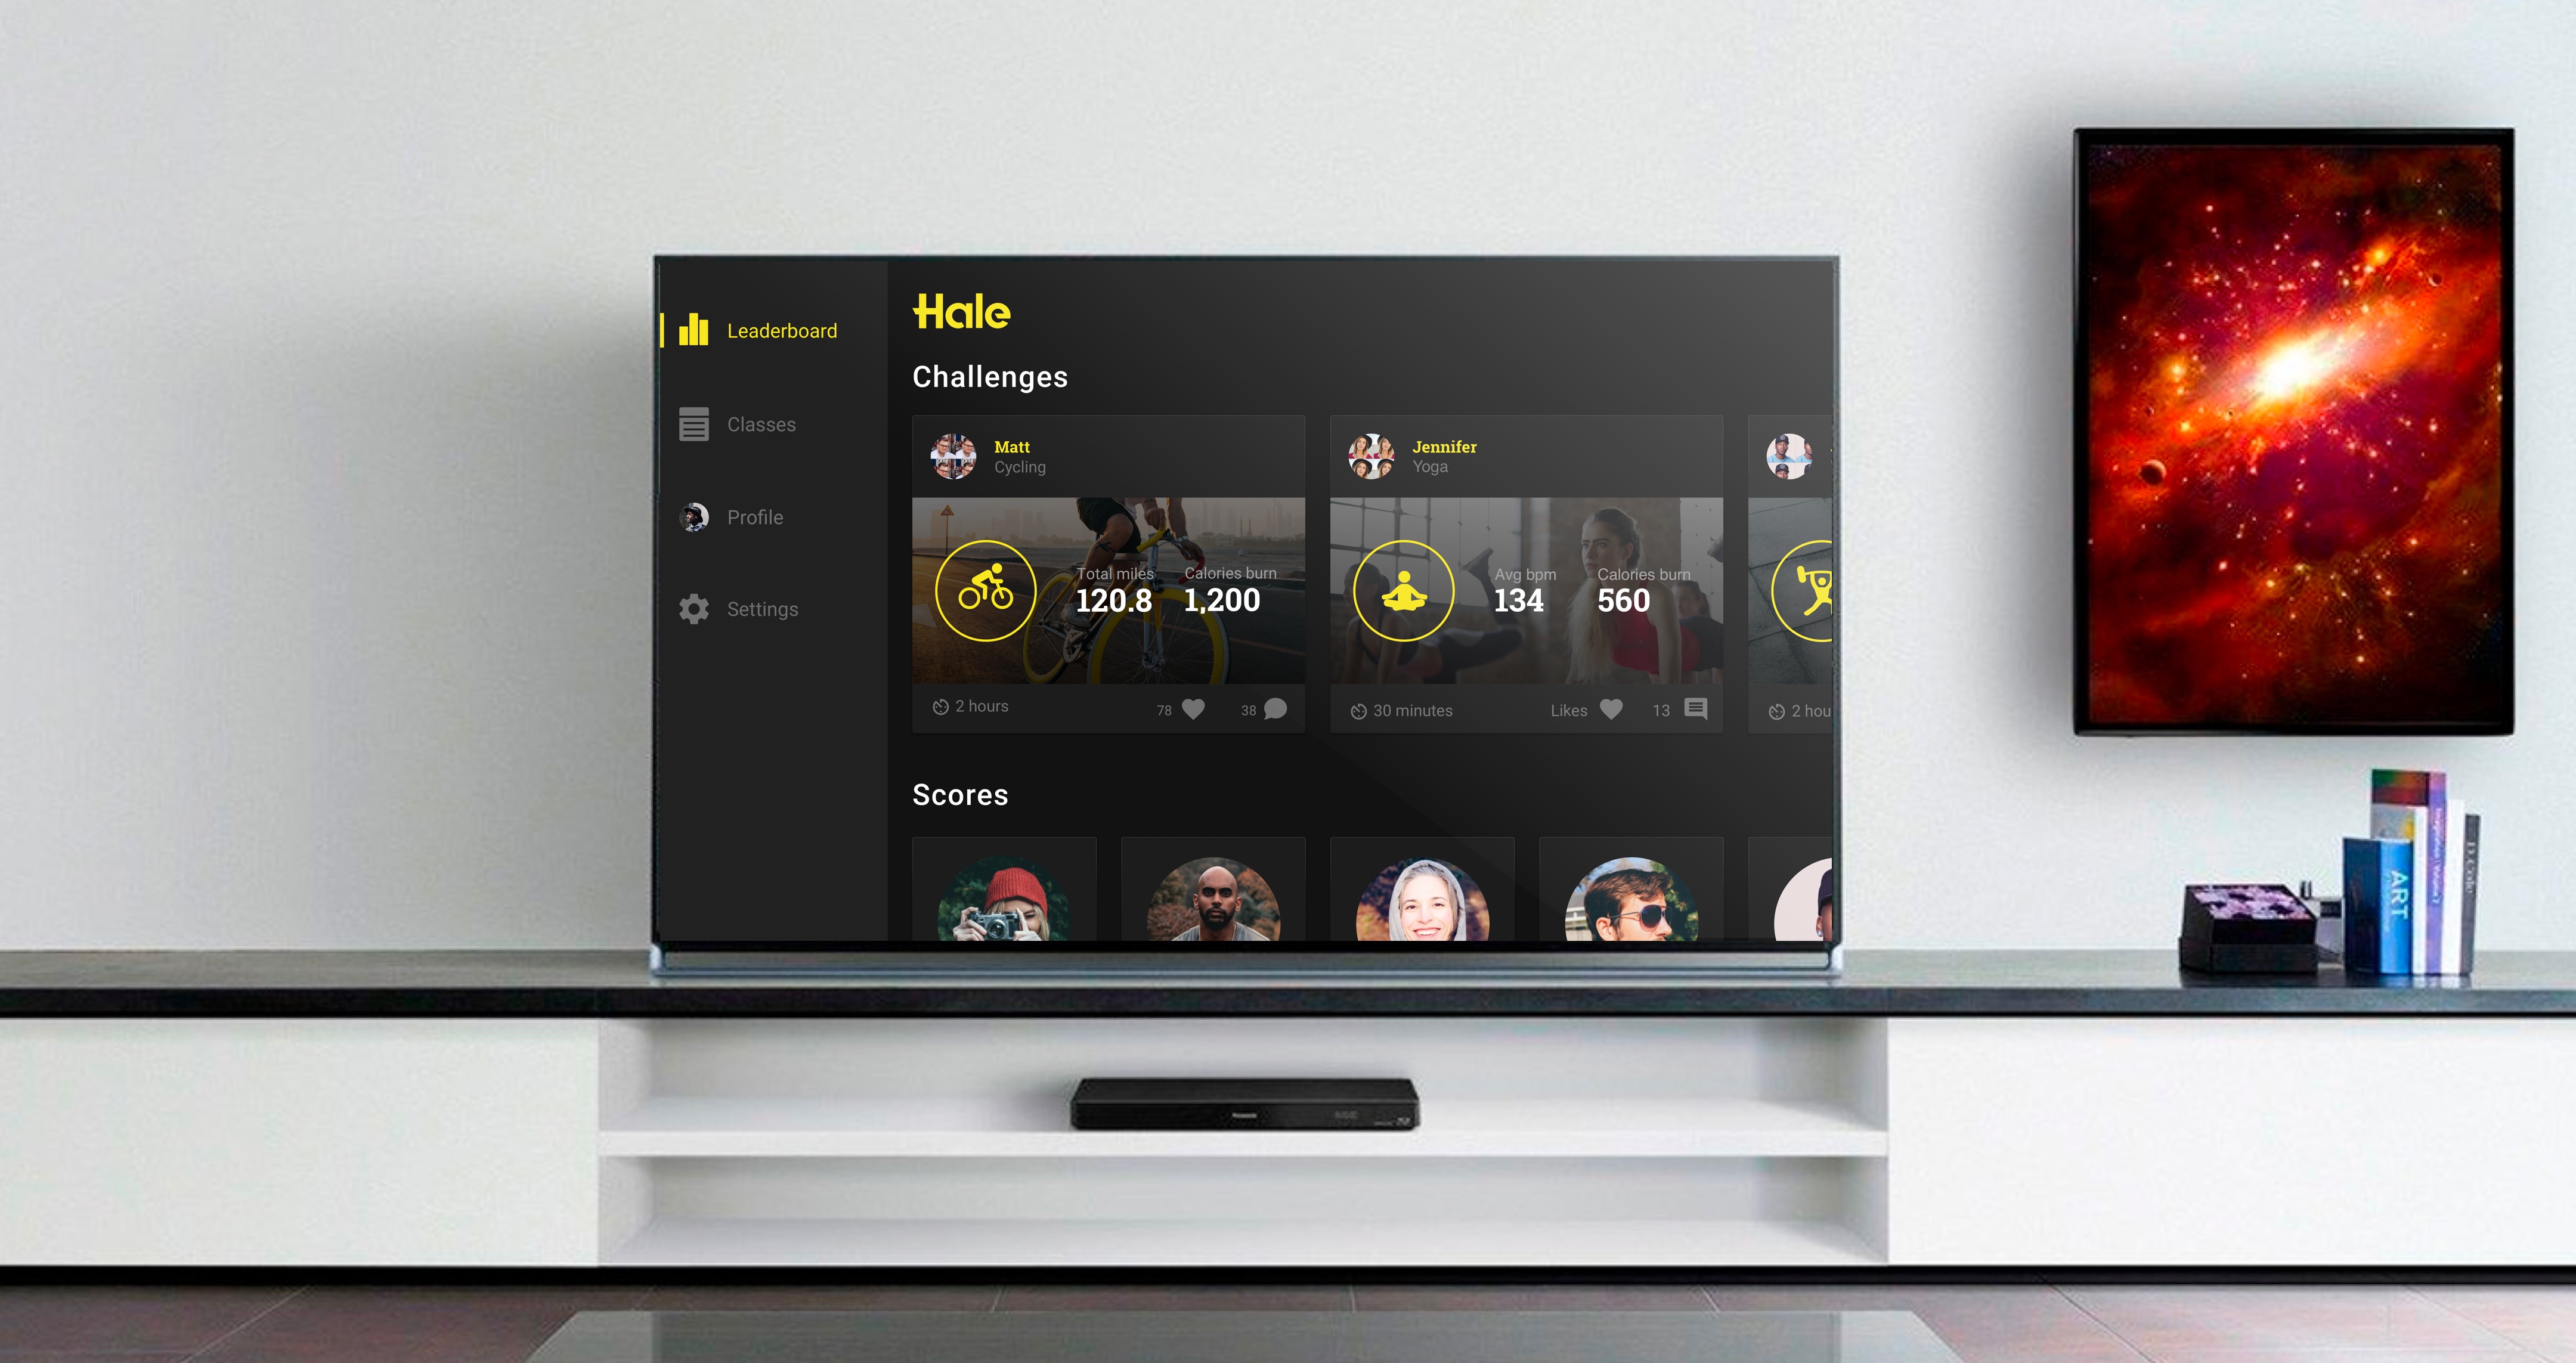 Leaderboard
Classes
Profile
Settings
Hale
Challenges
Matt
Cycling
Total miles
120.8
Calories burn
1,200
2 hours
78
38
Jennifer
Yoga
Avg bpm
134
Calories burn
560
30 minutes
Likes
13
2 hou
Scores
Panasonic
ART